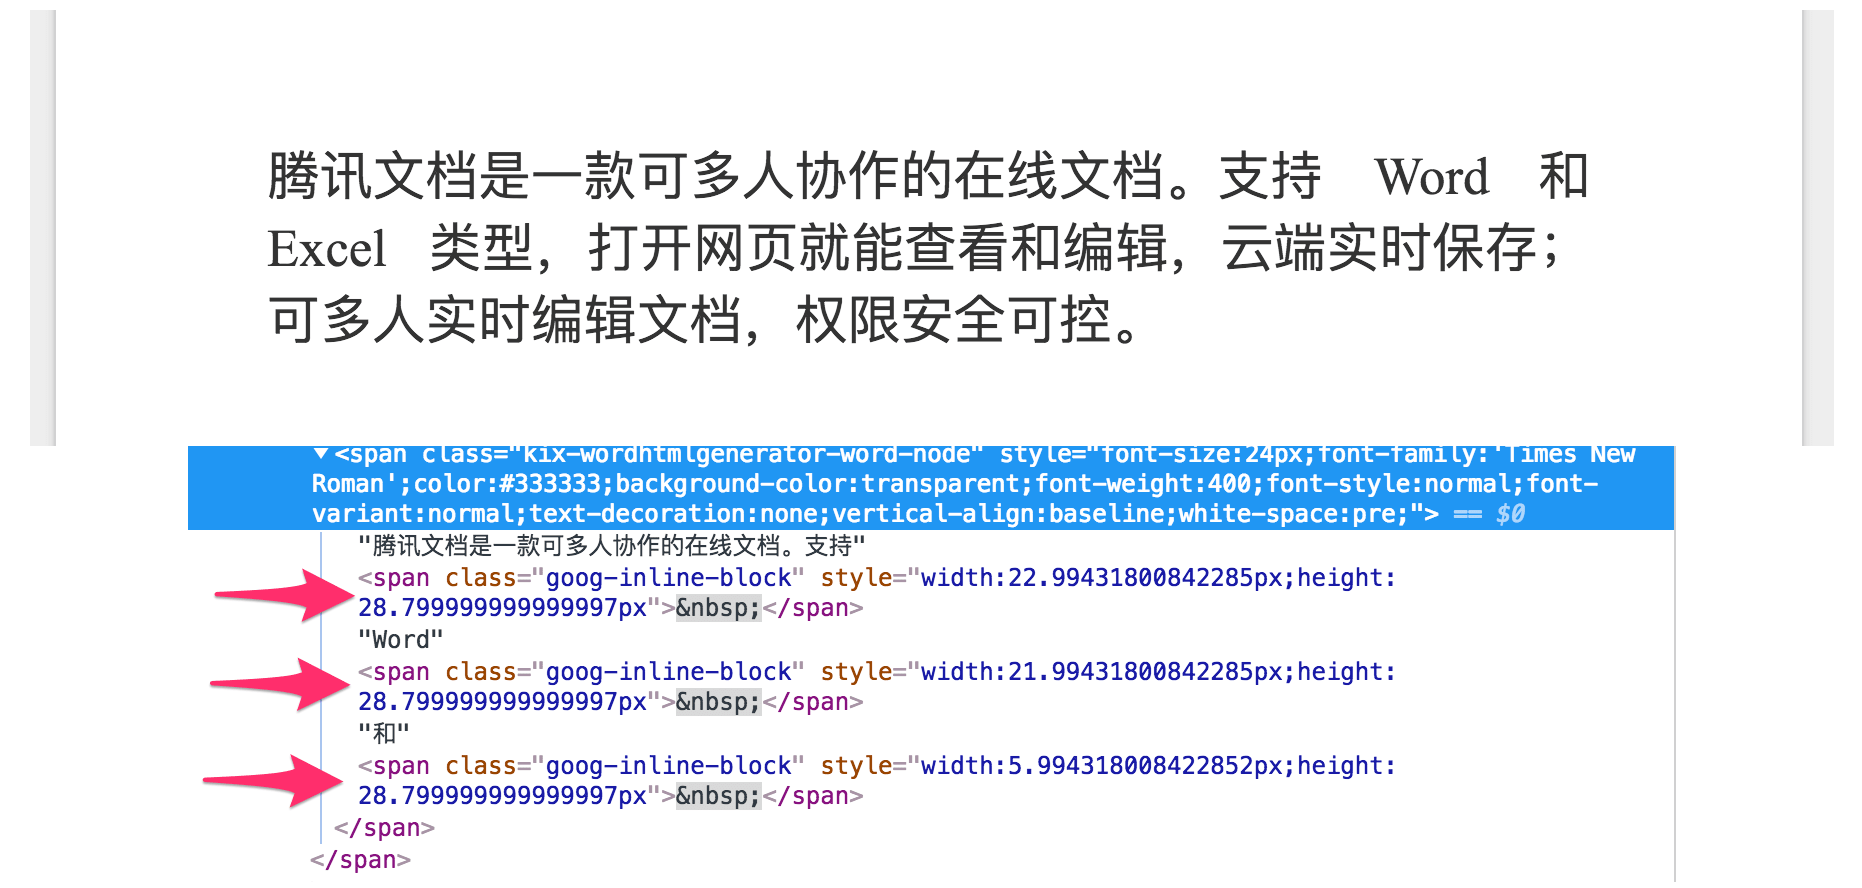 腾讯文档是一款可多人协作的在线文档。支持 Word 和
Excel 类型，打开网页就能查看和编辑，云端实时保存；
可多人实时编辑文档，权限安全可控。
▼<span class="kix-wordhtmlgenerator-word-node" style="font-size:24px;font-family:'Times New
Roman';color:#333333;background-color:transparent;font-weight:400;font-style:normal;font-
variant:normal;text-decoration:none;vertical-align:baseline;white-space:pre;"> == $0
"腾讯文档是一款可多人协作的在线文档。支持"
<span class="goog-inline-block" style="width:22.99431800842285px;height:
28.799999999999997px">&nbsp;</span>
"Word"
<span class="goog-inline-block" style="width:21.99431800842285px;height:
28.799999999999997px">&nbsp;</span>
"和"
<span class="goog-inline-block" style="width:5.994318008422852px;height:
28.799999999999997px">&nbsp;</span>
</span>
</span>